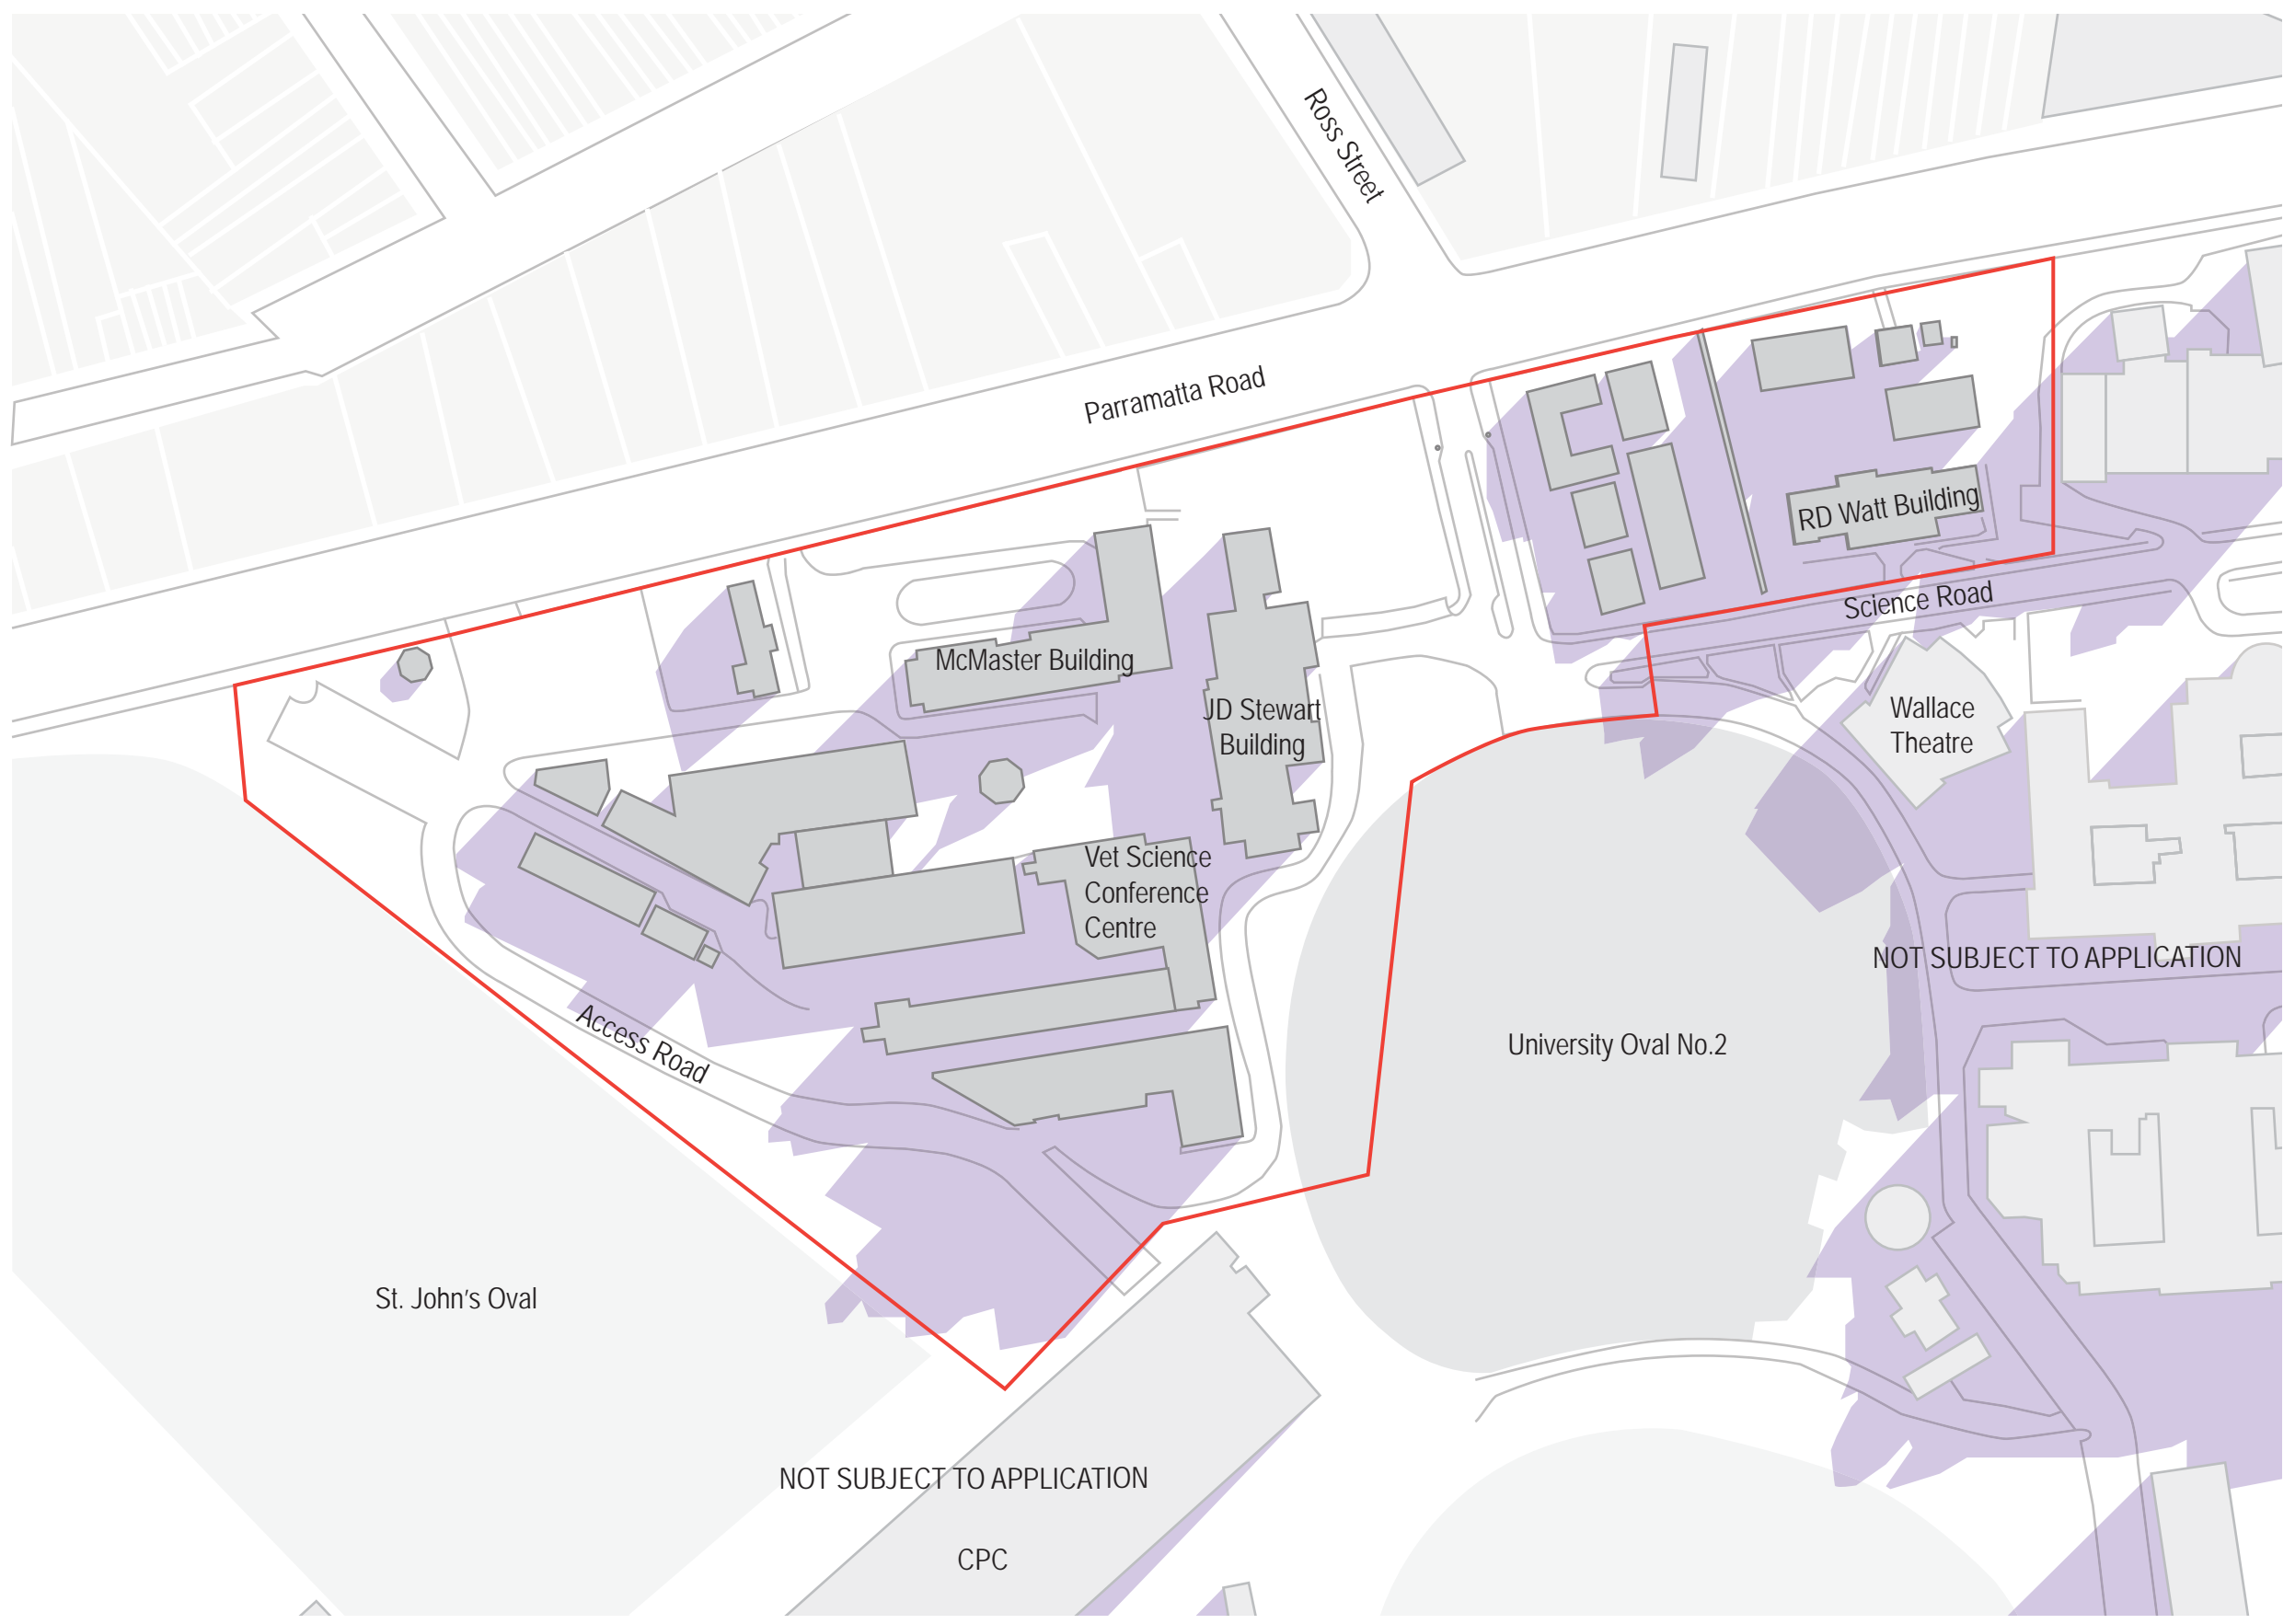 Ross Street
Parramatta Road
RD Watt Building
Science Road
McMaster Building
JD Stewart
Building
Wallace
Theatre
Vet Science
Conference
Centre
NOT SUBJECT TO APPLICATION
Access Road
University Oval No.2
St. John's Oval
NOT SUBJECT TO APPLICATION
CPC